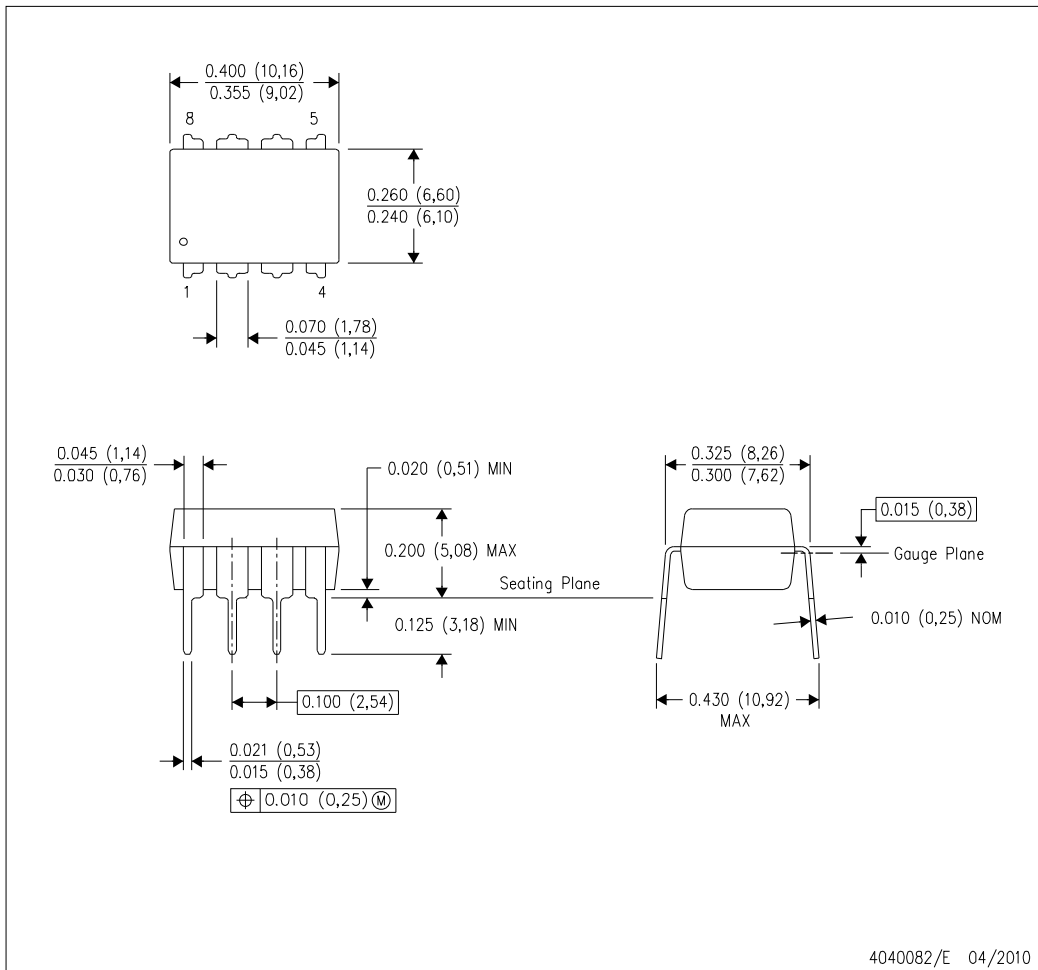 0.400 (10,16)
0.355 (9,02)
8
5
0.260 (6,60)
0.240 (6,10)
1
4
0.070 (1,78)
0.045 (1,14)
0.045 (1,14)
0.030 (0,76)
0.020 (0,51) MIN
0.200 (5,08) MAX
Seating Plane
0.125 (3,18) MIN
0.100 (2,54)
0.021 (0,53)
0.015 (0,38)
⌖ 0.010 (0,25) Ⓜ
0.325 (8,26)
0.300 (7,62)
0.015 (0,38)
Gauge Plane
0.010 (0,25) NOM
0.430 (10,92)
MAX
4040082/E 04/2010